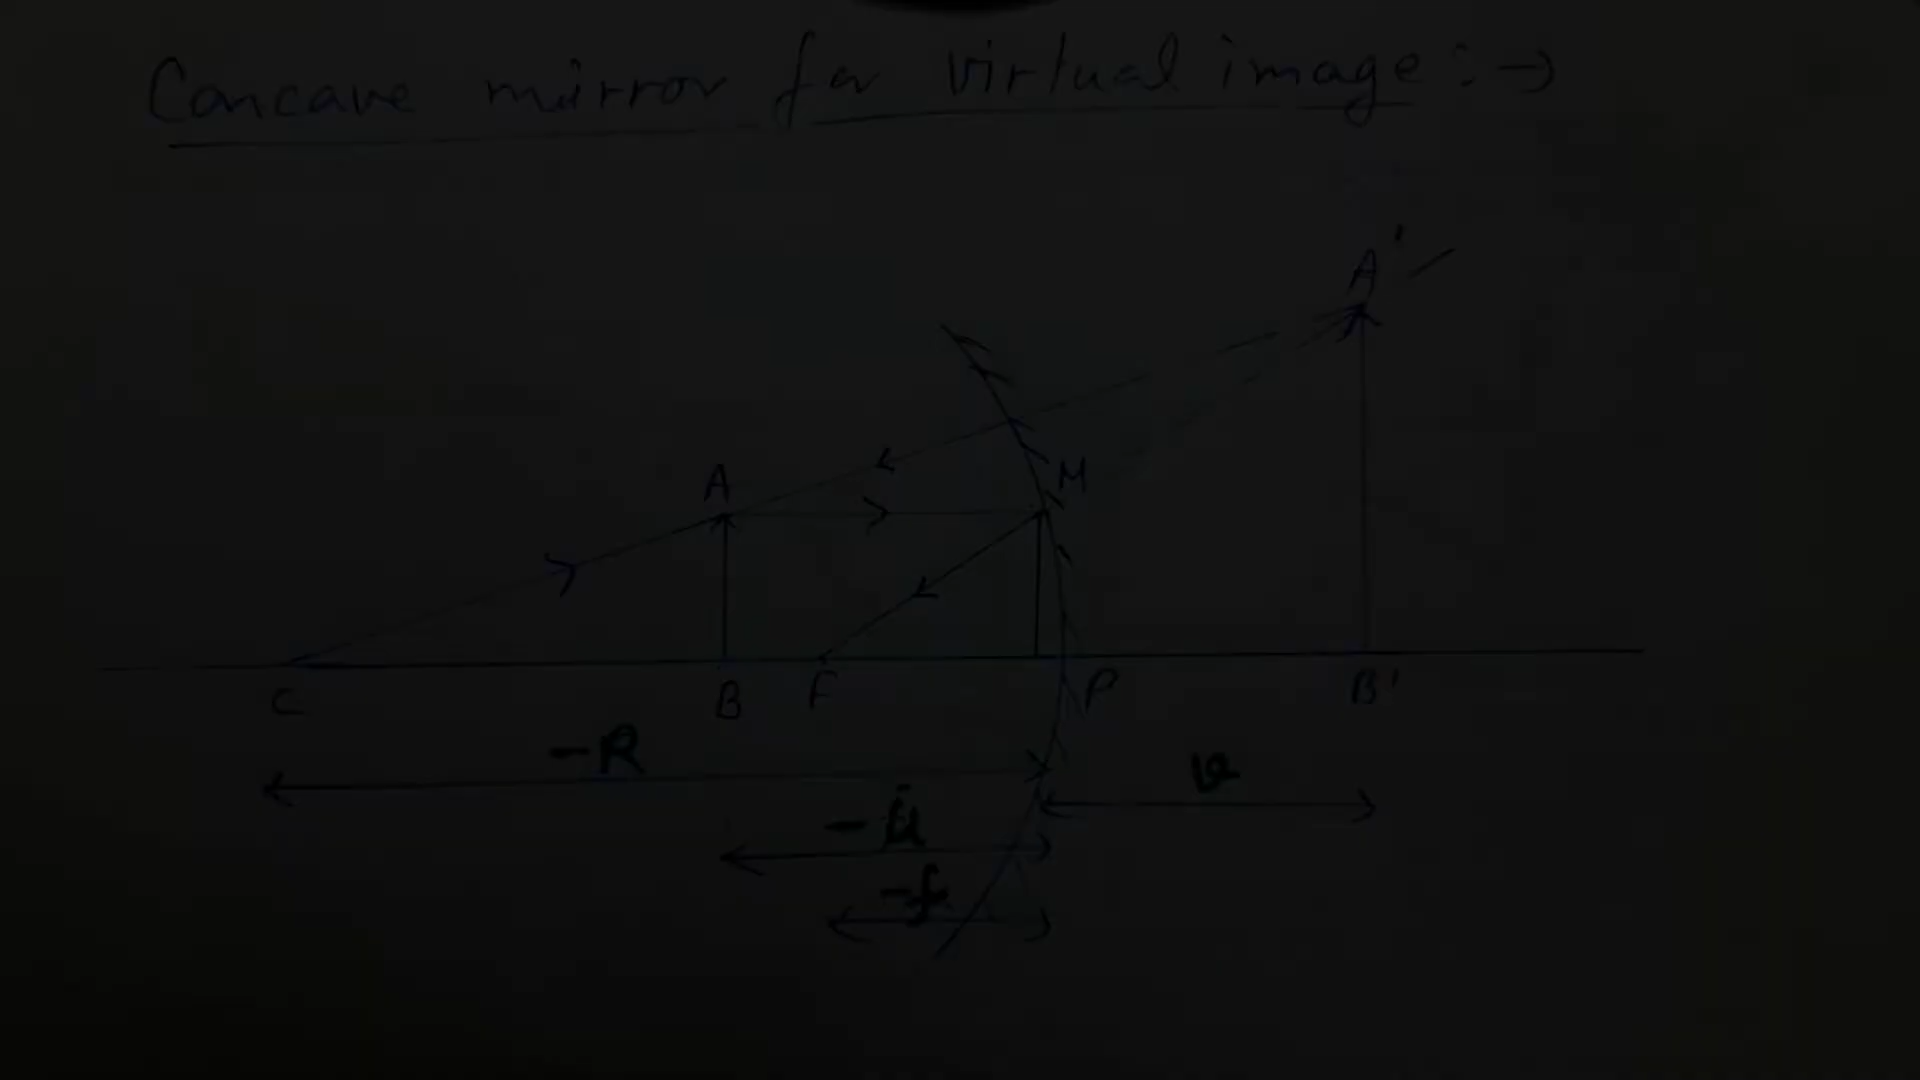 Concave mirror for virtual image :→
A'
A
M
C
B
F
P
B'
-R
v
-u
-f